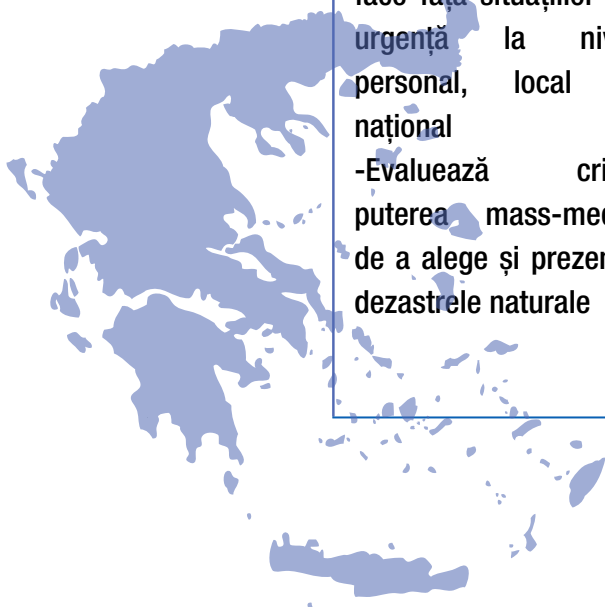 urgență la
personal, local
național
-Evaluează
puterea
de a alege și
dezastrele naturale